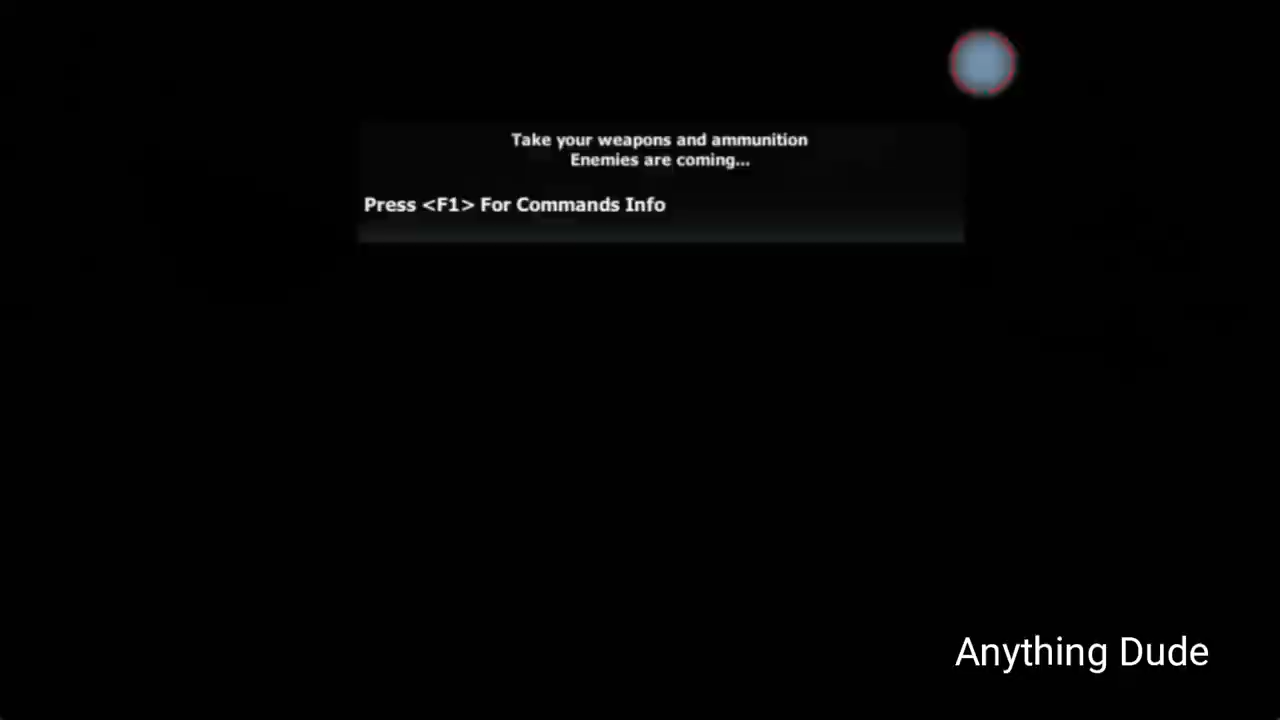 Take your weapons and ammunition
Enemies are coming...
Press <F1> For Commands Info
Anything Dude